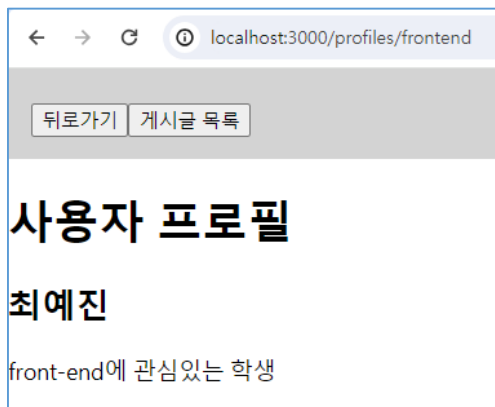 localhost:3000/profiles/frontend
뒤로가기 게시글 목록
사용자 프로필
최예진
front-end에 관심있는 학생